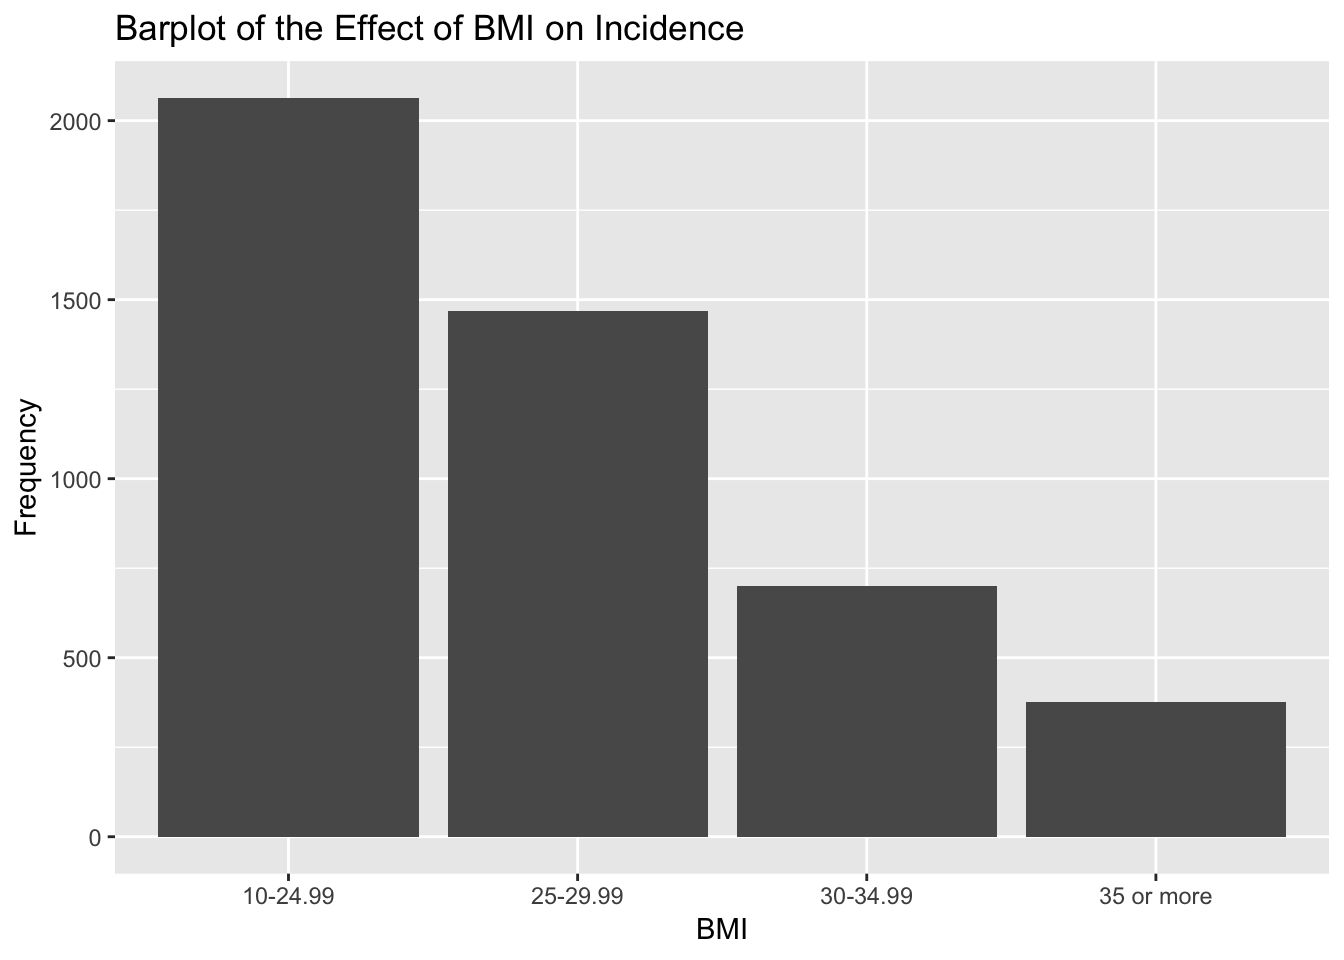 Barplot of the Effect of BMI on Incidence
2000
1500
1000
500
0
Frequency
10-24.99
25-29.99
30-34.99
35 or more
BMI